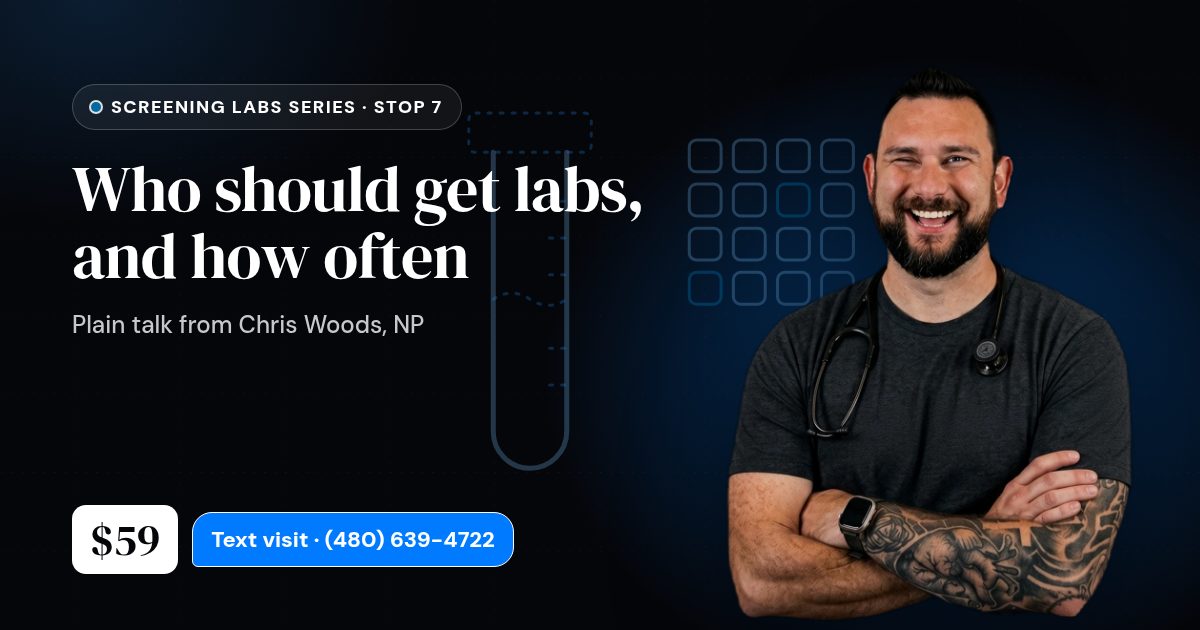 SCREENING LABS SERIES · STOP 7
Who should get labs,
and how often
Plain talk from Chris Woods, NP
$59
Text visit · (480) 639-4722